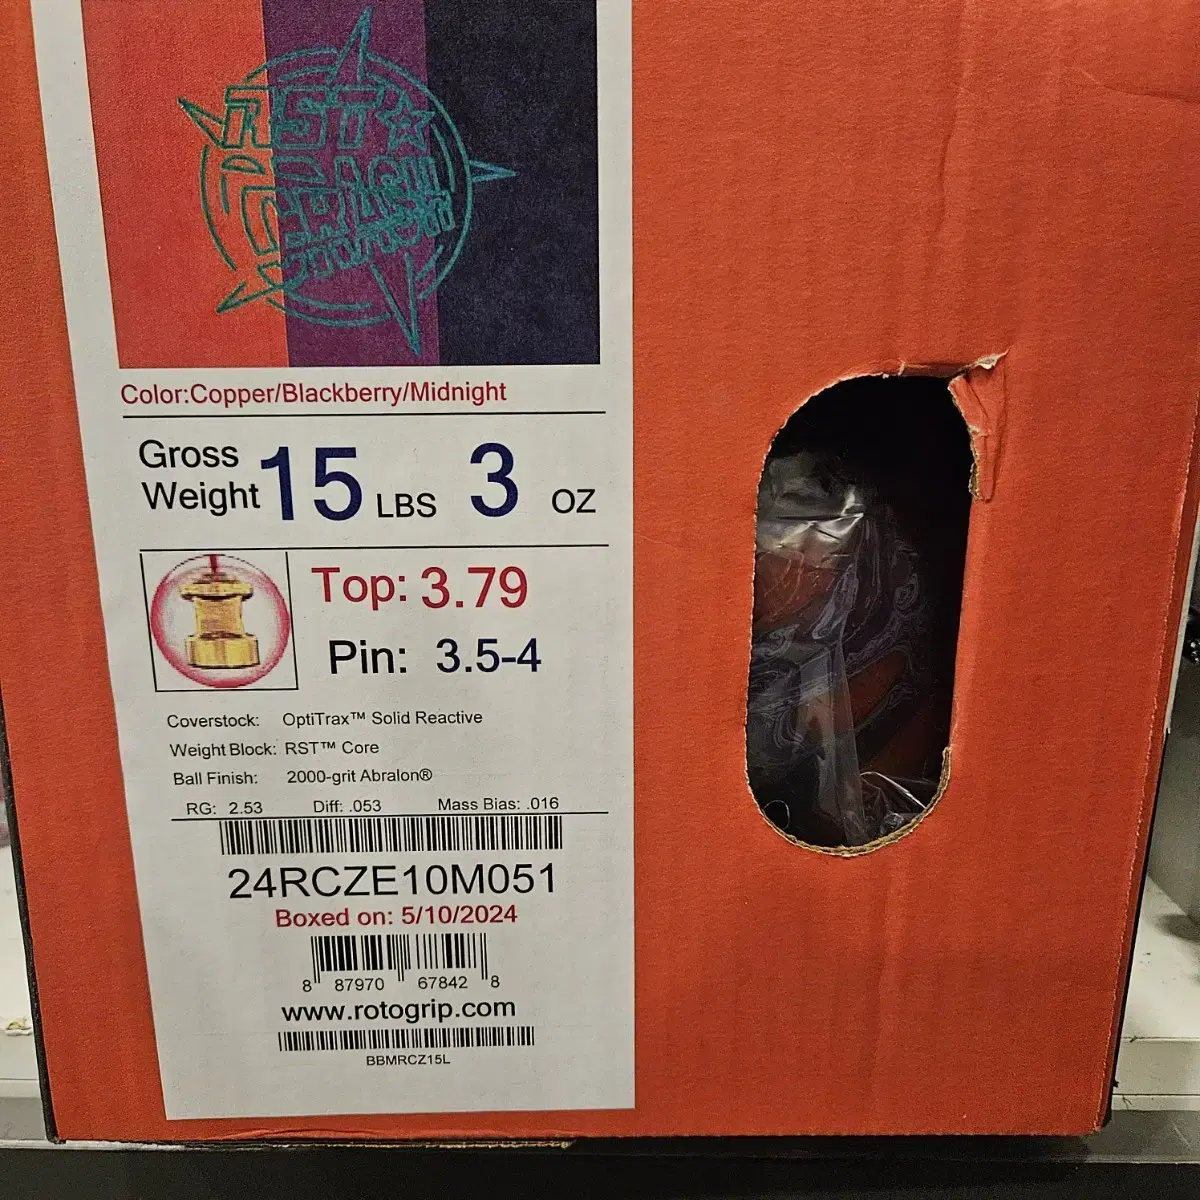 RST
Color:Copper/Blackberry/Midnight
Gross Weight 15 LBS 3 OZ
Top: 3.79
Pin: 3.5-4
Coverstock: OptiTrax™ Solid Reactive
Weight Block: RST™ Core
Ball Finish: 2000-grit Abralon®
RG: 2.53 Diff: .053 Mass Bias: .016
24RCZE10M051
Boxed on: 5/10/2024
8 87970 67842 8
www.rotogrip.com
BBMRCZ15L